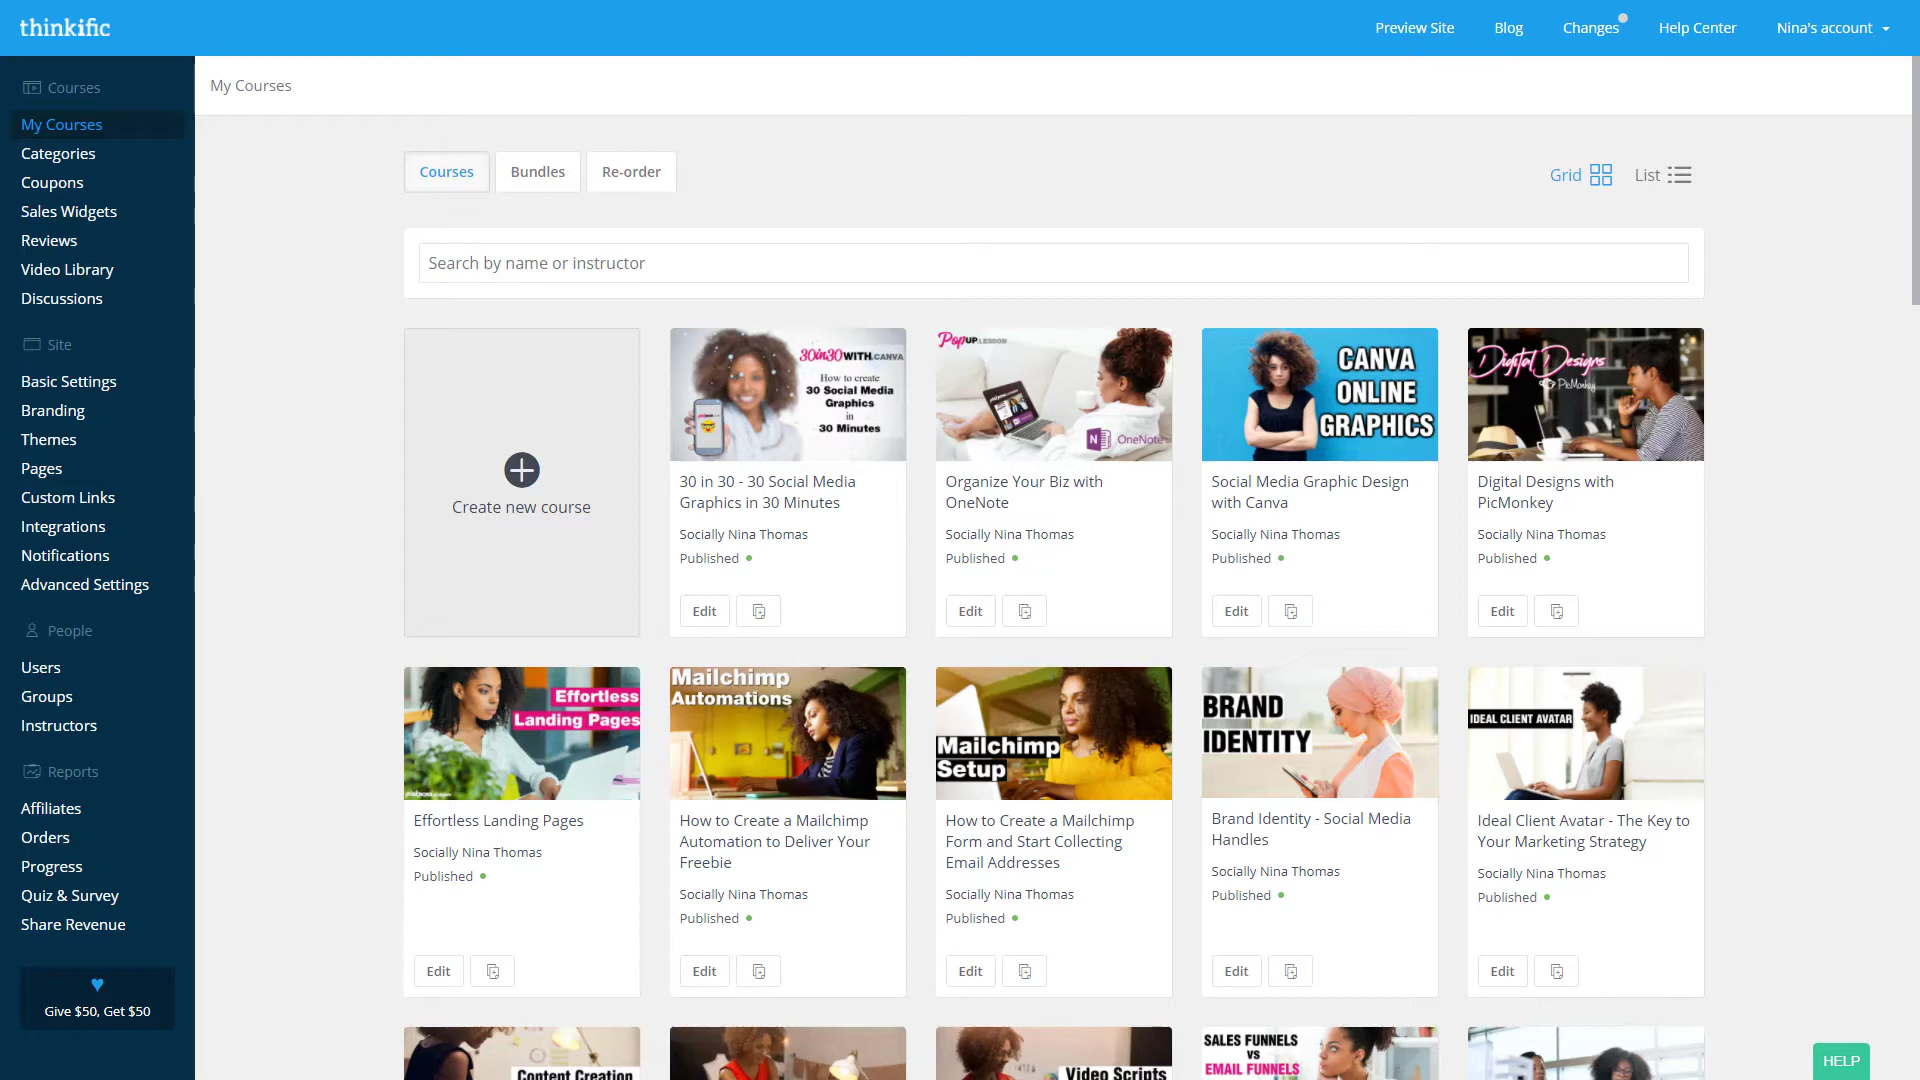 thinkific
Preview Site
Blog
Changes
Help Center
Nina's account
Courses
My Courses
Categories
Coupons
Sales Widgets
Reviews
Video Library
Discussions
Site
Basic Settings
Branding
Themes
Pages
Custom Links
Integrations
Notifications
Advanced Settings
People
Users
Groups
Instructors
Reports
Affiliates
Orders
Progress
Quiz & Survey
Share Revenue
Give $50, Get $50
My Courses
Courses
Bundles
Re-order
Grid
List
Search by name or instructor
Create new course
30in30 WITH.CANVA
How to create
30 Social Media
Graphics
in
30 Minutes
30 in 30 - 30 Social Media
Graphics in 30 Minutes
Socially Nina Thomas
Published
Edit
PopUP.LESSON
N OneNote
Organize Your Biz with
OneNote
Socially Nina Thomas
Published
Edit
CANVA
ONLINE
GRAPHICS
Social Media Graphic Design
with Canva
Socially Nina Thomas
Published
Edit
Digital Designs
PicMonkey
Digital Designs with
PicMonkey
Socially Nina Thomas
Published
Edit
Effortless
Landing Pages
Effortless Landing Pages
Socially Nina Thomas
Published
Edit
Mailchimp
Automations
How to Create a Mailchimp
Automation to Deliver Your
Freebie
Socially Nina Thomas
Published
Edit
Mailchimp
Setup
How to Create a Mailchimp
Form and Start Collecting
Email Addresses
Socially Nina Thomas
Published
Edit
BRAND
IDENTITY
Brand Identity - Social Media
Handles
Socially Nina Thomas
Published
Edit
IDEAL CLIENT AVATAR
Ideal Client Avatar - The Key to
Your Marketing Strategy
Socially Nina Thomas
Published
Edit
Content Creation
Video Scripts
SALES FUNNELS
VS
EMAIL FUNNELS
HELP